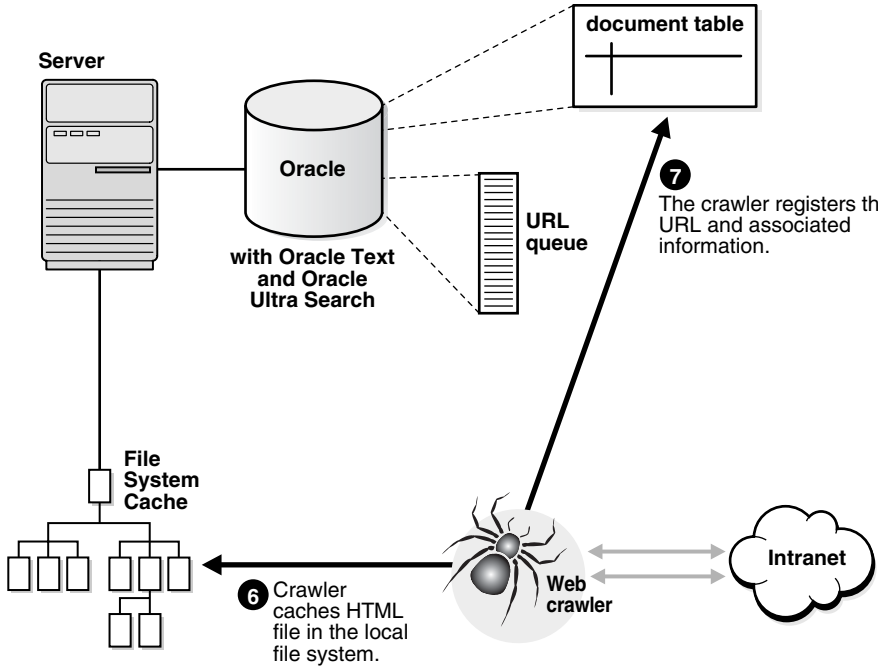 document table
Server
Oracle
with Oracle Text
and Oracle
Ultra Search
URL
queue
7
The crawler registers th
URL and associated
information.
File
System
Cache
6 Crawler
caches HTML
file in the local
file system.
Web
crawler
Intranet